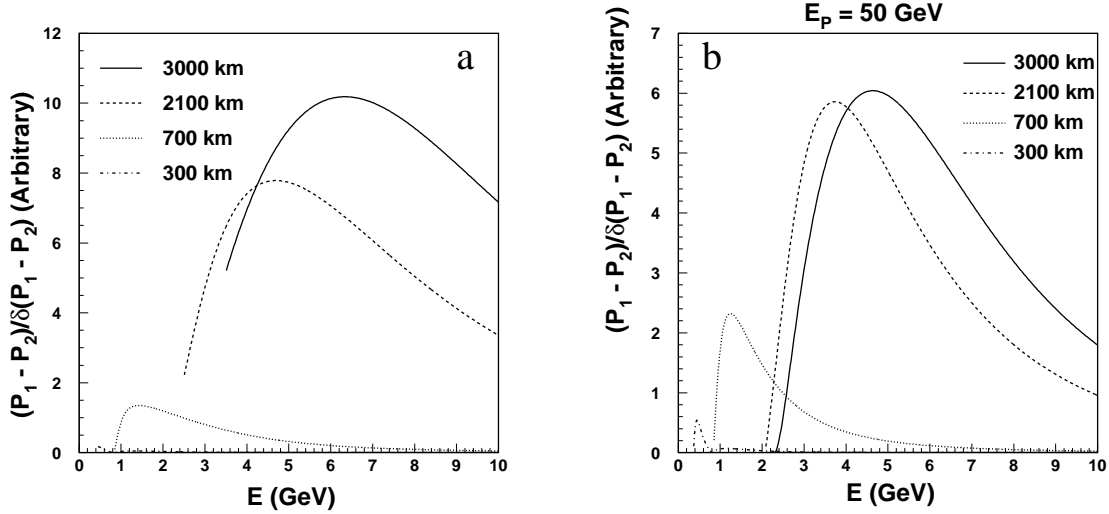 a
3000 km
2100 km
700 km
300 km
(P1 - P2)/δ(P1 - P2) (Arbitrary)
0
2
4
6
8
10
12
0 1 2 3 4 5 6 7 8 9 10
E (GeV)
EP = 50 GeV
b
3000 km
2100 km
700 km
300 km
(P1 - P2)/δ(P1 - P2) (Arbitrary)
0
1
2
3
4
5
6
7
0 1 2 3 4 5 6 7 8 9 10
E (GeV)